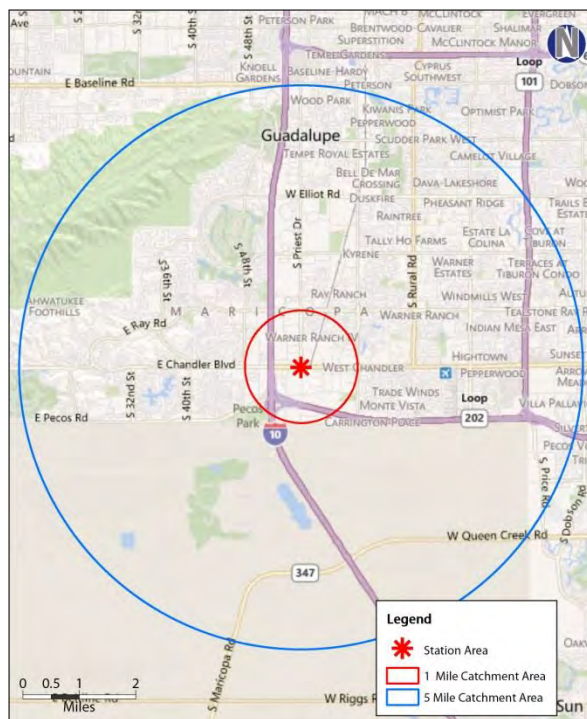 Ave
S 32nd St
S 40th St
S 48th St
PETERSON PARK
BRENTWOOD CAVALIER
SUPERSTITION
MCCLINTOCK
EVERGREEN
SHALIMAR
MCCLINTOCK MANOR
N
TEMPE GARDENS
KNOELL
GARDENS
BASELINE-HARDY
CYPRUS
SOUTHWEST
Loop
101
DOBSON
OUNTAIN
E Baseline Rd
PETERSON
WOOD PARK
KIWANIS PARK
OPTIMIST PARK
PEPPERWOOD
Guadalupe
SCUDDER PARK WEST
TEMPE ROYAL ESTATES
CAMELOT VILLAGE
BELL DE MAR
CROSSING
DAVA-LAKESHORE
W Elliot Rd
DUSKFIRE
PHEASANT RIDGE
TRAILS
ESTATES
RAINTREE
ESTATE LA
COLINA
COVE AT
TIBURON
S Priest Dr
S 48th St
S 36th St
TALLY HO FARMS
KYRENE
S Rural Rd
WARNER
ESTATES
TERRACES AT
TIBURON CONDO
RAY RANCH
WINDMILLS WEST
AHWATUKEE
FOOTHILLS
MARICOPA
TEALSTONE RAY
E Ray Rd
WARNER RANCH IV
WARNER RANCH
INDIAN MESA EAST
E Chandler Blvd
WEST CHANDLER
HIGHTOWN
SUNSET
PEPPERWOOD
S 32nd St
S 40th St
TRADE WINDS
MONTE VISTA
Loop
202
VILLA PALLAVI
E Pecos Rd
Pecos
Park
CARRINGTON PLACE
10
S Price Rd
S Dobson Rd
W Queen Creek Rd
347
S Maricopa Rd
W Riggs R
Sun
Legend
Station Area
1 Mile Catchment Area
5 Mile Catchment Area
0 0.5 1 2
Miles